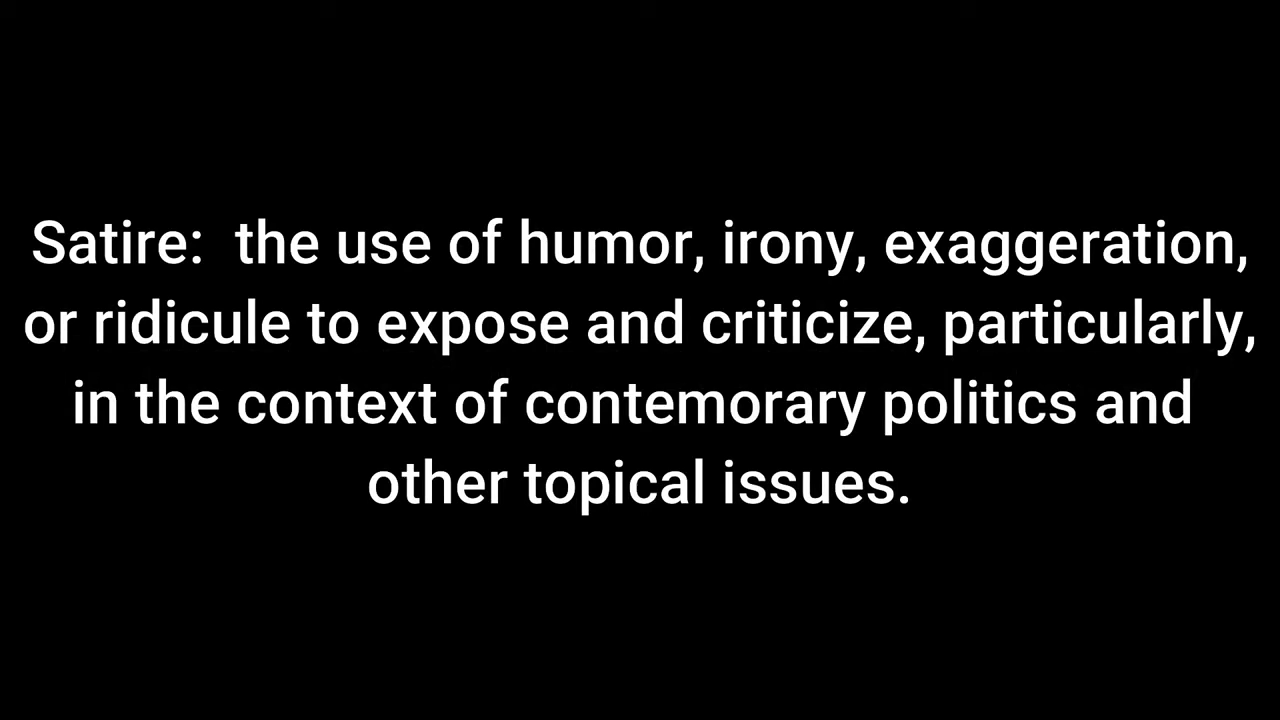 Satire:  the use of humor, irony, exaggeration,
or ridicule to expose and criticize, particularly,
in the context of contemorary politics and
other topical issues.